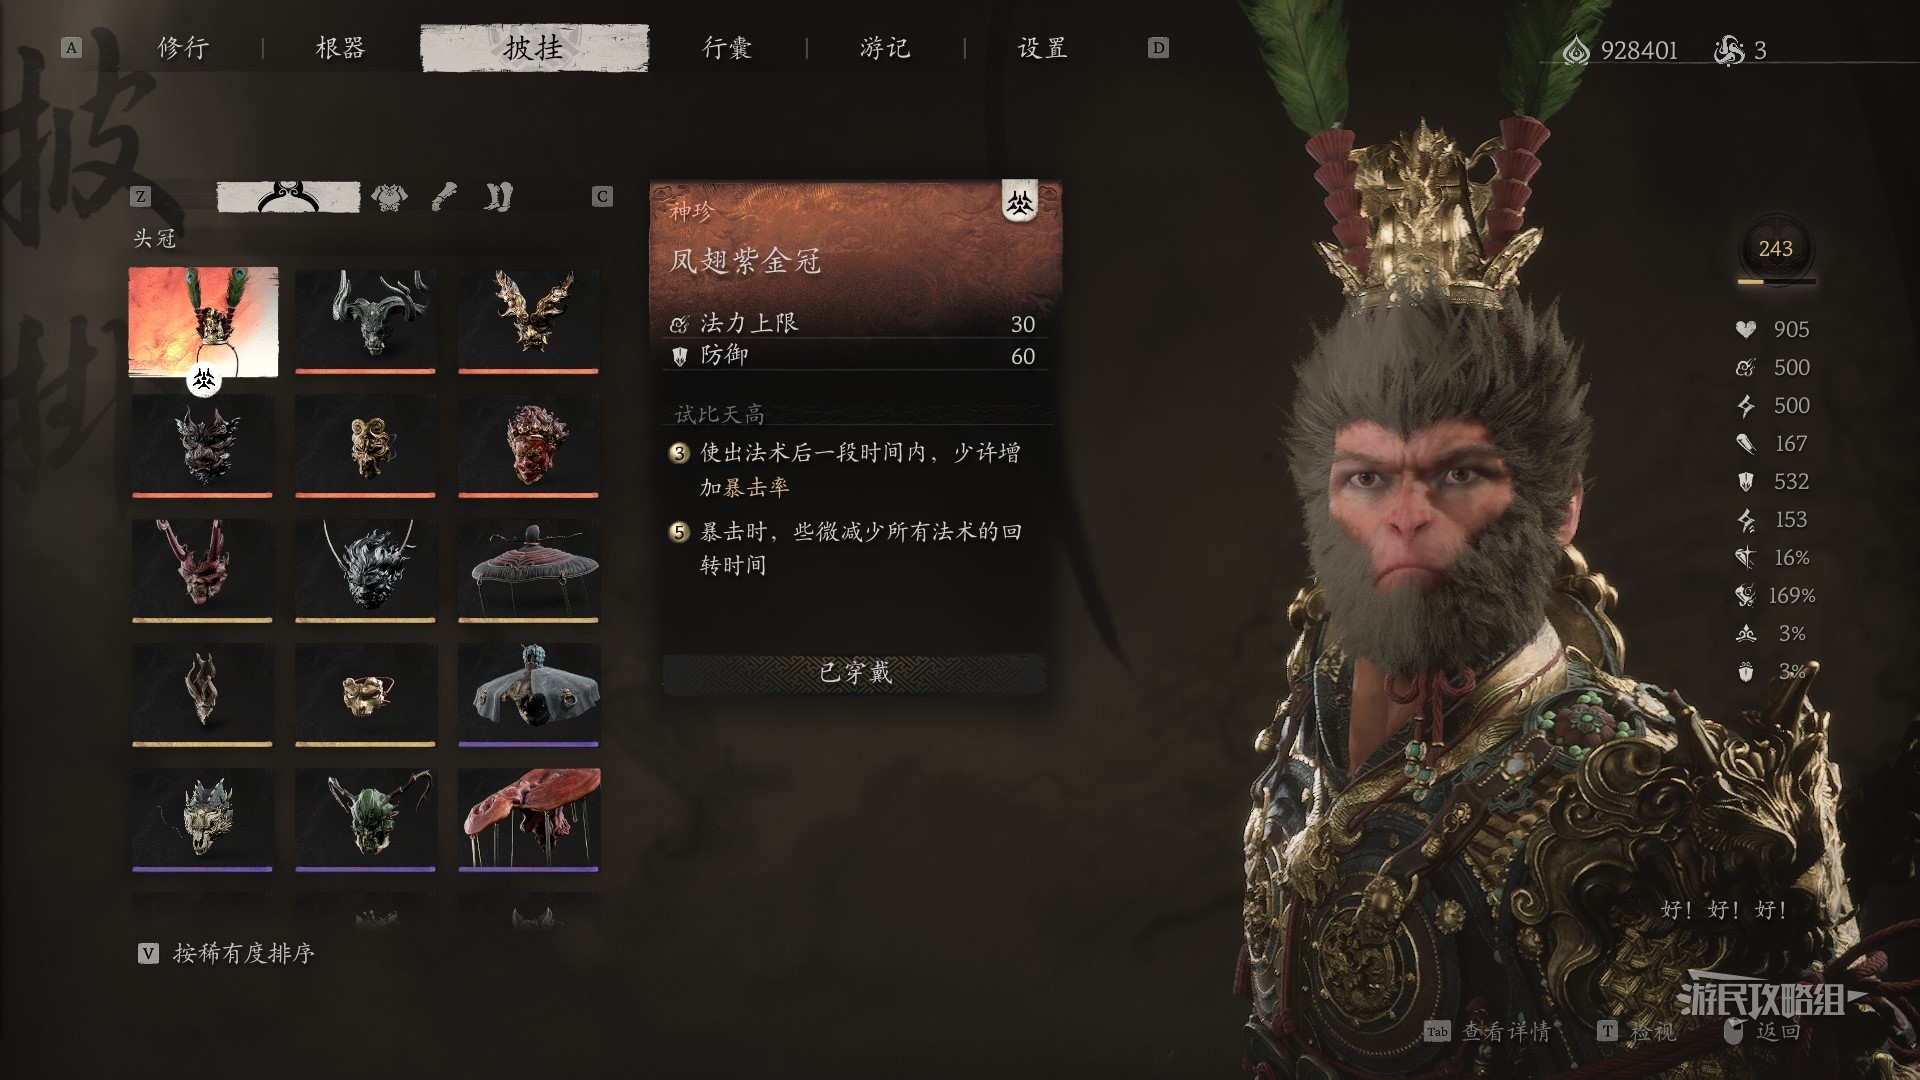 A 修行 根器 披挂 行囊 游记 设置 D 928401 3
披挂
Z C
头冠
神珍
凤翅紫金冠
法力上限 30
防御 60
试比天高
3 使出法术后一段时间内，少许增
加暴击率
5 暴击时，些微减少所有法术的回
转时间
已穿戴
243
905
500
500
167
532
153
16%
169%
3%
3%
好！好！好！
V 按稀有度排序
游民攻略组
Tab 查看详情 T 检视 返回